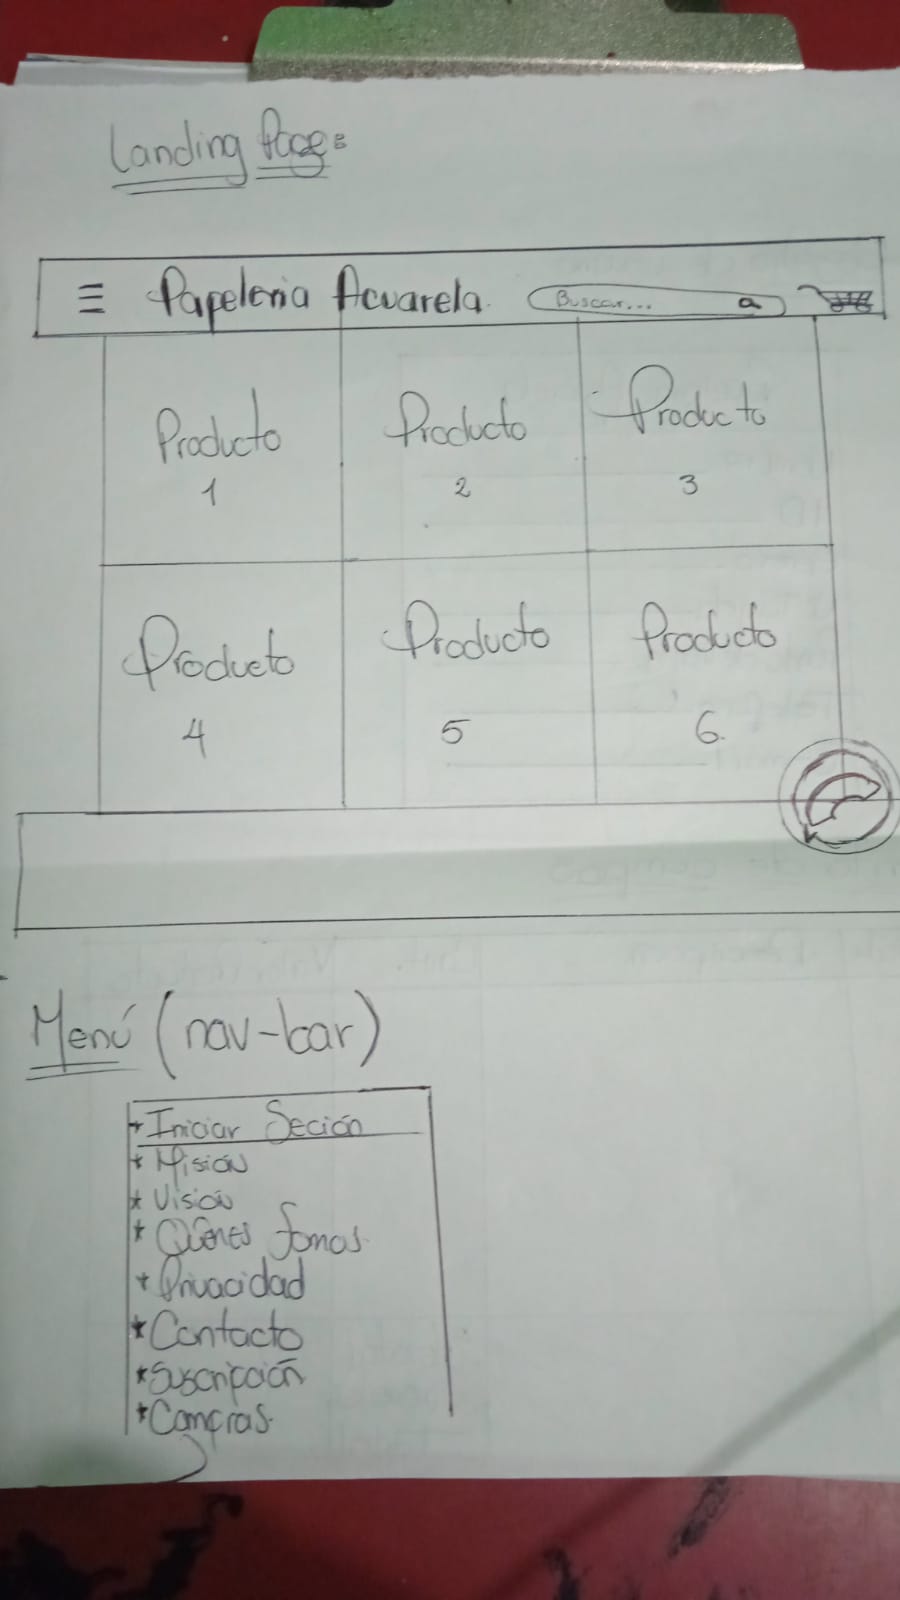 Landing Page:
Papeleria Acuarela Buscar...
Producto 1
Producto 2
Producto 3
Producto 4
Producto 5
Producto 6.
Menú (nav-bar)
* Iniciar Seción
* Misión
* Visión
* Quienes Somos.
* Privacidad
* Contacto
* Suscripción
* Compras.